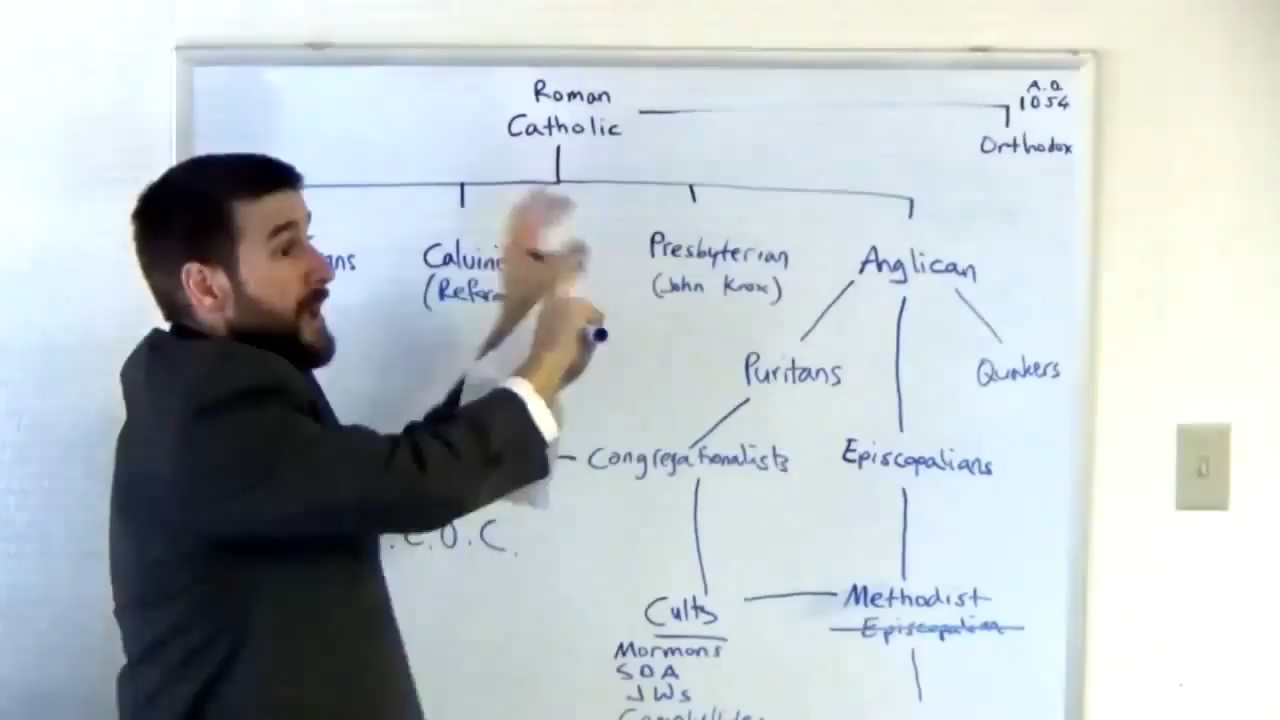 Roman
Catholic
A.D.
1054
Orthodox
Presbyterian
(John Knox)
Anglican
Puritans
Quakers
Congregationalists
Episcopalians
.C.O.C.
Cults
Methodist
Episcopalian
Mormons
SDA
JWs